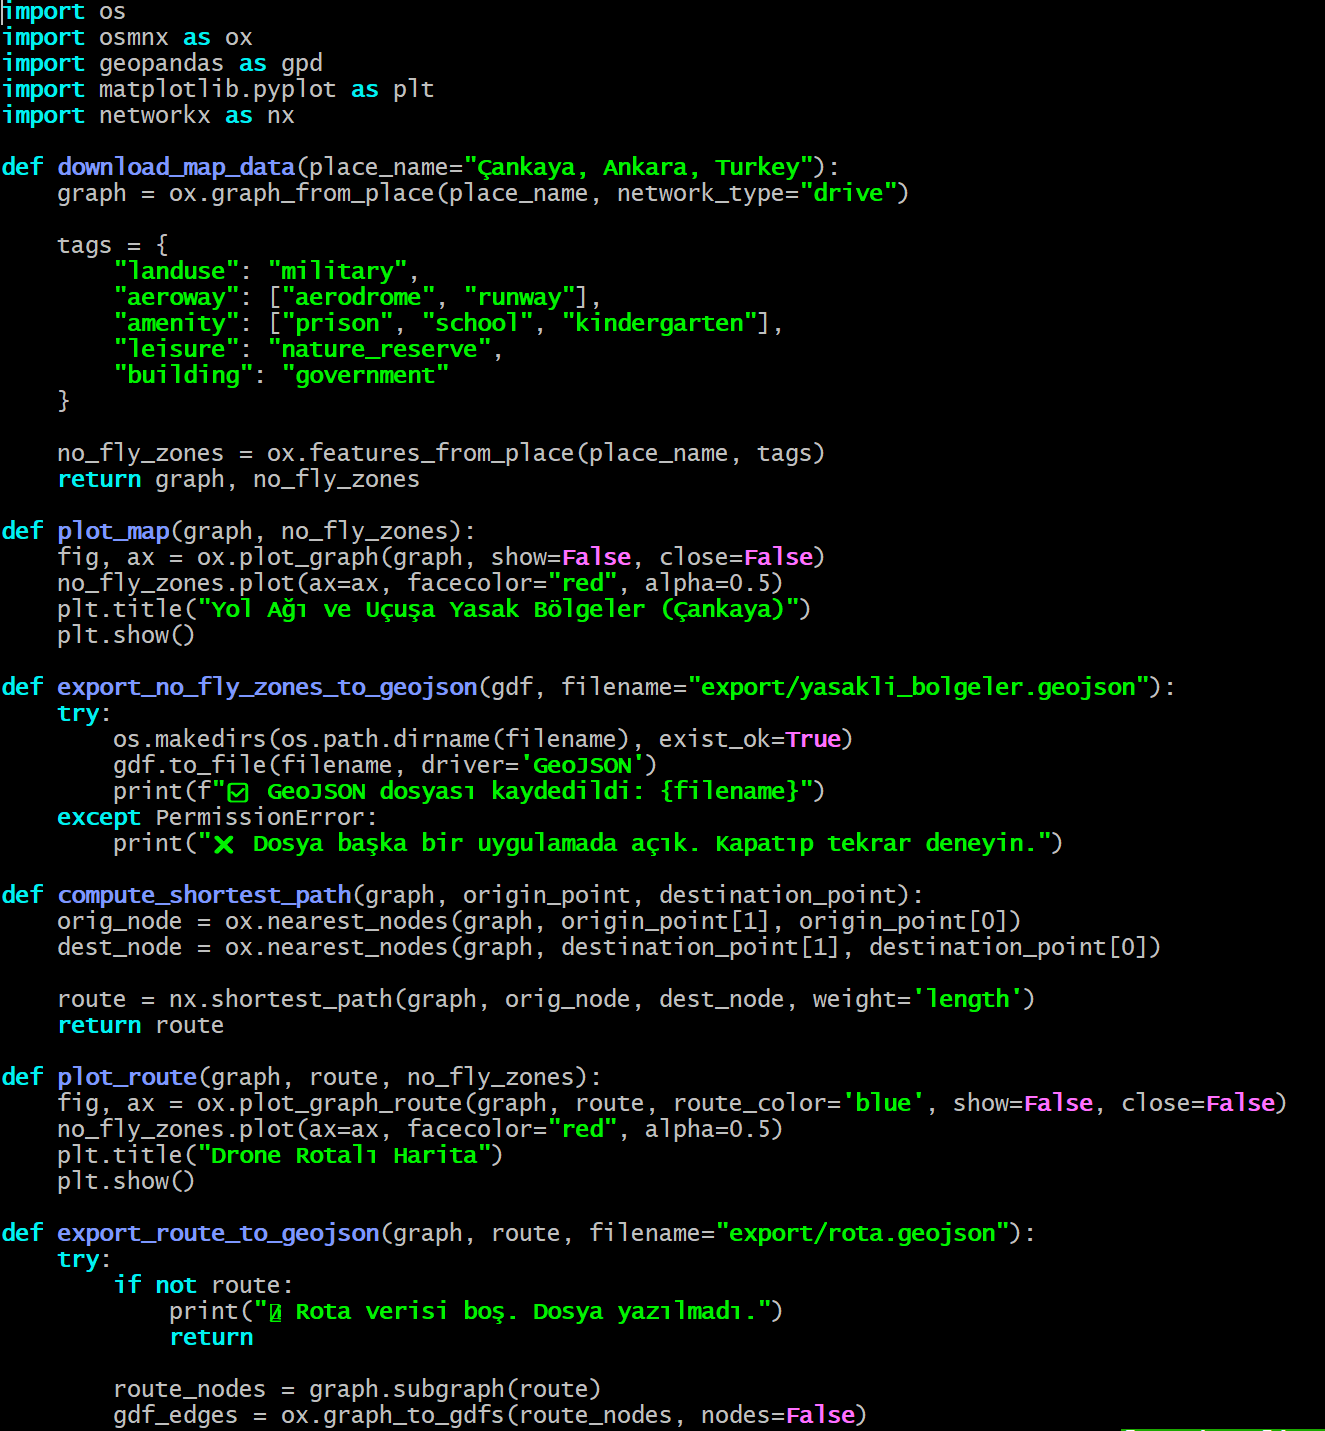 import os
import osmnx as ox
import geopandas as gpd
import matplotlib.pyplot as plt
import networkx as nx

def download_map_data(place_name="Çankaya, Ankara, Turkey"):
    graph = ox.graph_from_place(place_name, network_type="drive")

    tags = {
        "landuse": "military",
        "aeroway": ["aerodrome", "runway"],
        "amenity": ["prison", "school", "kindergarten"],
        "leisure": "nature_reserve",
        "building": "government"
    }

    no_fly_zones = ox.features_from_place(place_name, tags)
    return graph, no_fly_zones

def plot_map(graph, no_fly_zones):
    fig, ax = ox.plot_graph(graph, show=False, close=False)
    no_fly_zones.plot(ax=ax, facecolor="red", alpha=0.5)
    plt.title("Yol Ağı ve Uçuşa Yasak Bölgeler (Çankaya)")
    plt.show()

def export_no_fly_zones_to_geojson(gdf, filename="export/yasakli_bolgeler.geojson"):
    try:
        os.makedirs(os.path.dirname(filename), exist_ok=True)
        gdf.to_file(filename, driver='GeoJSON')
        print(f"✅ GeoJSON dosyası kaydedildi: {filename}")
    except PermissionError:
        print("❌ Dosya başka bir uygulamada açık. Kapatıp tekrar deneyin.")

def compute_shortest_path(graph, origin_point, destination_point):
    orig_node = ox.nearest_nodes(graph, origin_point[1], origin_point[0])
    dest_node = ox.nearest_nodes(graph, destination_point[1], destination_point[0])

    route = nx.shortest_path(graph, orig_node, dest_node, weight='length')
    return route

def plot_route(graph, route, no_fly_zones):
    fig, ax = ox.plot_graph_route(graph, route, route_color='blue', show=False, close=False)
    no_fly_zones.plot(ax=ax, facecolor="red", alpha=0.5)
    plt.title("Drone Rotalı Harita")
    plt.show()

def export_route_to_geojson(graph, route, filename="export/rota.geojson"):
    try:
        if not route:
            print("⚠ Rota verisi boş. Dosya yazılmadı.")
            return

        route_nodes = graph.subgraph(route)
        gdf_edges = ox.graph_to_gdfs(route_nodes, nodes=False)